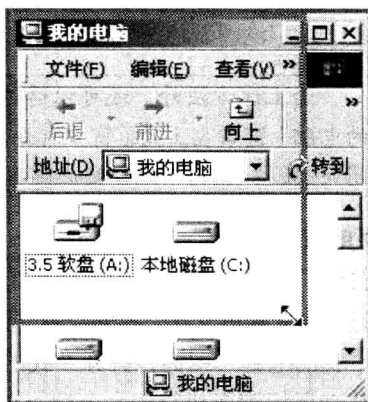 我的电脑
文件(F) 编辑(E) 查看(V) »
后退 前进 向上 »
地址(D) 我的电脑 转到
3.5 软盘 (A:) 本地磁盘 (C:)
我的电脑